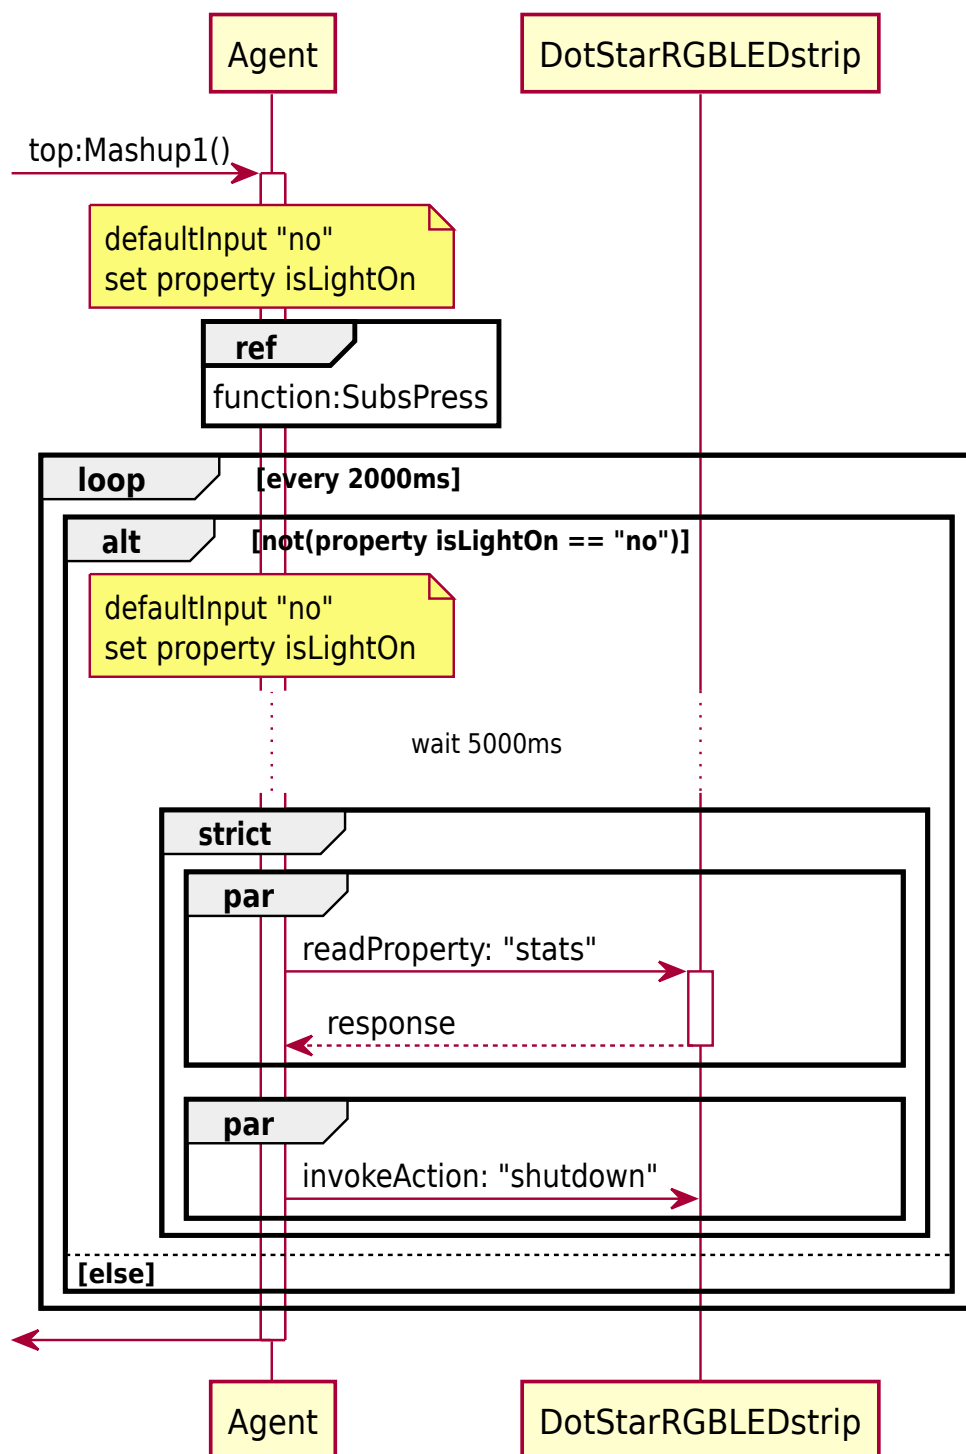 Agent
DotStarRGBLEDstrip
top:Mashup1()
defaultInput "no"
set property isLightOn
ref
function:SubsPress
loop
[every 2000ms]
alt
[not(property isLightOn == "no")]
defaultInput "no"
set property isLightOn
wait 5000ms
strict
par
readProperty: "stats"
response
par
invokeAction: "shutdown"
[else]
Agent
DotStarRGBLEDstrip